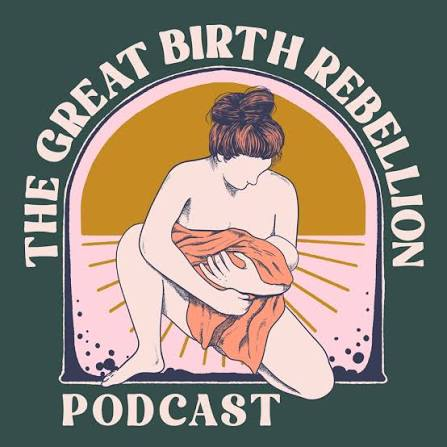 THE GREAT BIRTH REBELLION
PODCAST